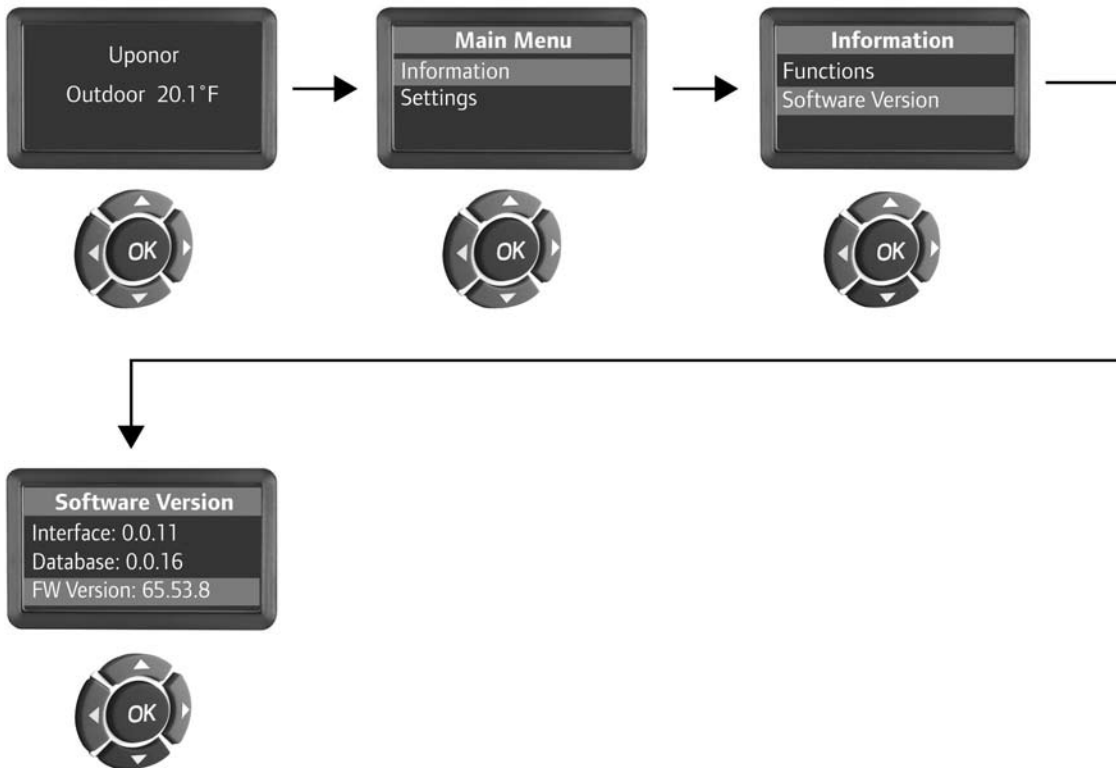 Uponor
Outdoor 20.1°F
Main Menu
Information
Settings
Information
Functions
Software Version
OK
OK
OK
Software Version
Interface: 0.0.11
Database: 0.0.16
FW Version: 65.53.8
OK